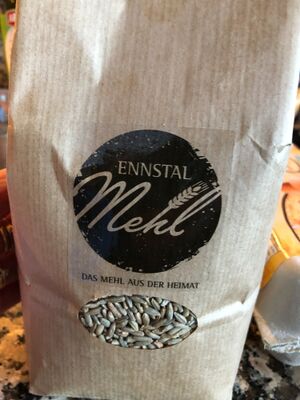 ENNSTAL
Mehl
DAS MEHL AUS DER HEIMAT